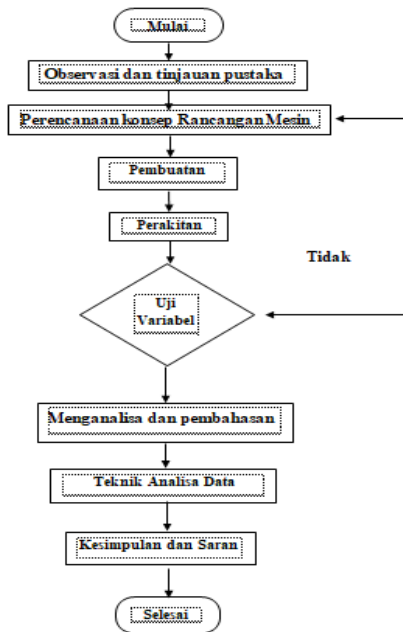 Mulai
Observasi dan tinjauan pustaka
Perencanaan konsep Rancangan Mesin
Pembuatan
Perakitan
Tidak
Uji
Variabel
Menganalisa dan pembahasan
Teknik Analisa Data
Kesimpulan dan Saran
Selesai